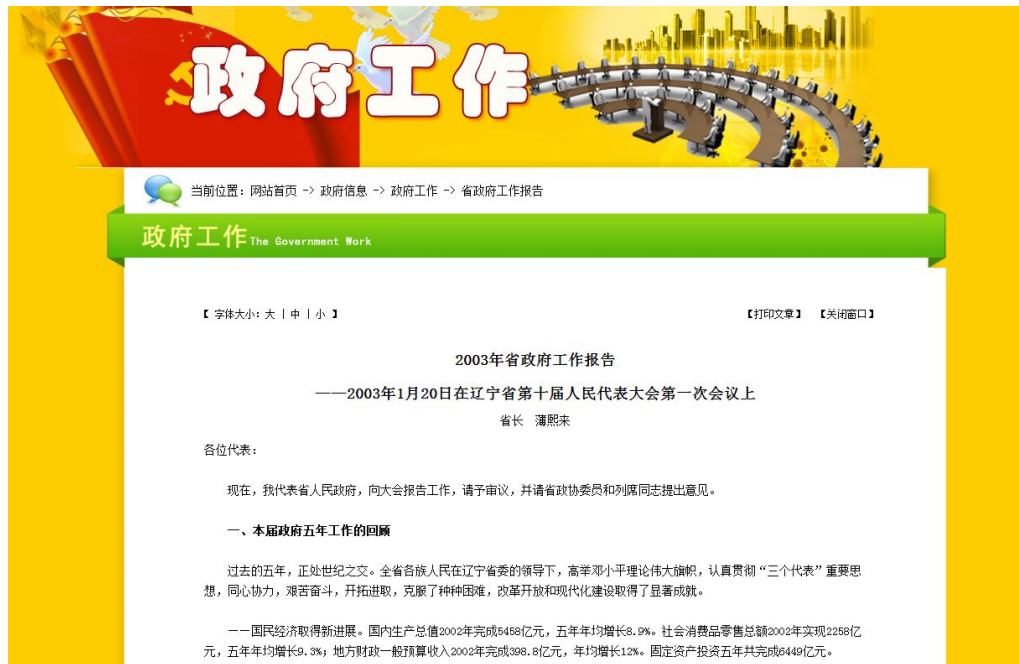 政府工作
当前位置：网站首页 -> 政府信息 -> 政府工作 -> 省政府工作报告
政府工作The Government Work
【 字体大小：大 | 中 | 小 】 【打印文章】 【关闭窗口】
2003年省政府工作报告
——2003年1月20日在辽宁省第十届人民代表大会第一次会议上
省长　薄熙来
各位代表：
现在，我代表省人民政府，向大会报告工作，请予审议，并请省政协委员和列席同志提出意见。
一、本届政府五年工作的回顾
过去的五年，正处世纪之交。全省各族人民在辽宁省委的领导下，高举邓小平理论伟大旗帜，认真贯彻“三个代表”重要思
想，同心协力，艰苦奋斗，开拓进取，克服了种种困难，改革开放和现代化建设取得了显著成就。
——国民经济取得新进展。国内生产总值2002年完成5458亿元，五年年均增长8.9%。社会消费品零售总额2002年实现2258亿
元，五年年均增长9.3%；地方财政一般预算收入2002年完成398.8亿元，年均增长12%。固定资产投资五年共完成6449亿元。